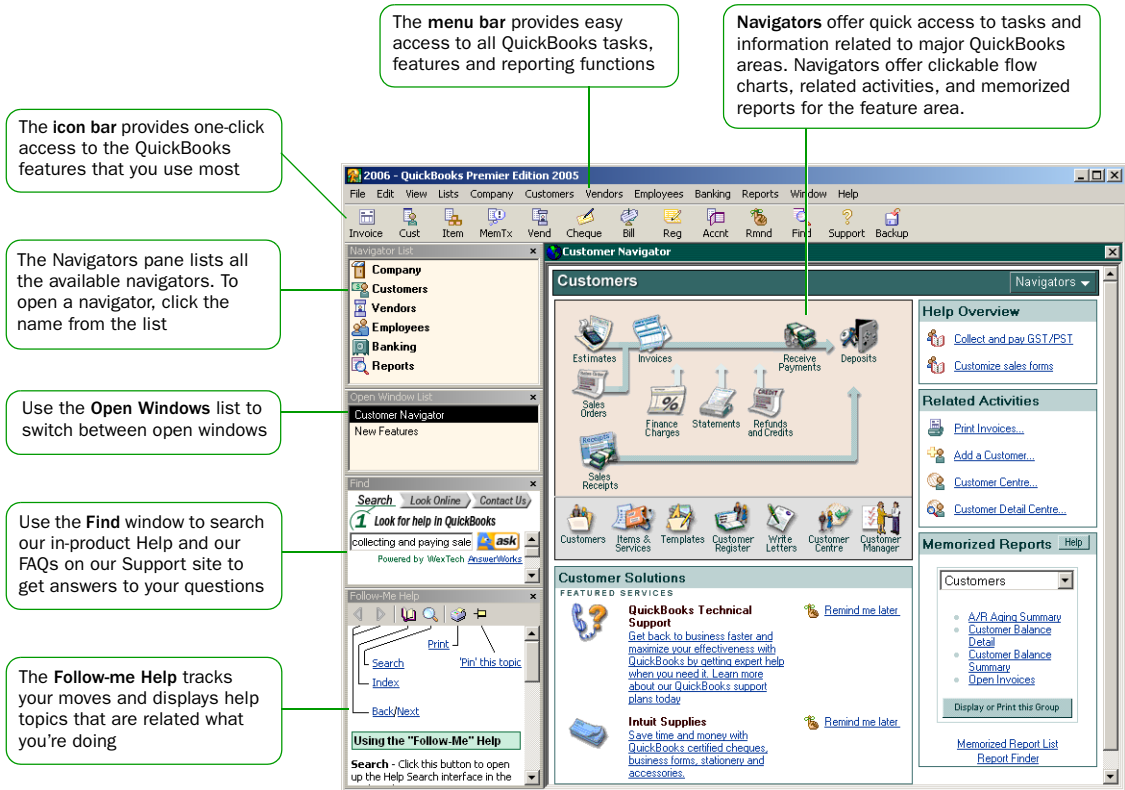 The menu bar provides easy
access to all QuickBooks tasks,
features and reporting functions
Navigators offer quick access to tasks and
information related to major QuickBooks
areas. Navigators offer clickable flow
charts, related activities, and memorized
reports for the feature area.
The icon bar provides one-click
access to the QuickBooks
features that you use most
The Navigators pane lists all
the available navigators. To
open a navigator, click the
name from the list
Use the Open Windows list to
switch between open windows
Use the Find window to search
our in-product Help and our
FAQs on our Support site to
get answers to your questions
The Follow-me Help tracks
your moves and displays help
topics that are related what
you're doing
2006 - QuickBooks Premier Edition 2005
File Edit View Lists Company Customers Vendors Employees Banking Reports Window Help
Invoice Cust Item MemTx Vend Cheque Bill Reg Accnt Rmnd Find Support Backup
Navigator List
Company
Customers
Vendors
Employees
Banking
Reports
Open Window List
Customer Navigator
New Features
Find
Search Look Online Contact Us
1 Look for help in QuickBooks
collecting and paying sale ask
Powered by WexTech AnswerWorks
Follow-Me Help
Print
Search
'Pin' this topic
Index
Back/Next
Using the "Follow-Me" Help
Search - Click this button to open
up the Help Search interface in the
Customer Navigator
Customers
Navigators
Estimates
Invoices
Receive
Payments
Deposits
Sales
Orders
Finance
Charges
Statements
Refunds
and Credits
Receipts
Sales
Receipts
Customers
Items &
Services
Templates
Customer
Register
Write
Letters
Customer
Centre
Customer
Manager
Customer Solutions
FEATURED SERVICES
QuickBooks Technical
Support
Get back to business faster and
maximize your effectiveness with
QuickBooks by getting expert help
when you need it. Learn more
about our QuickBooks support
plans today
Remind me later
Intuit Supplies
Save time and money with
QuickBooks certified cheques,
business forms, stationery and
accessories.
Remind me later
Help Overview
Collect and pay GST/PST
Customize sales forms
Related Activities
Print Invoices...
Add a Customer...
Customer Centre...
Customer Detail Centre...
Memorized Reports Help
Customers
A/R Aging Summary
Customer Balance
Detail
Customer Balance
Summary
Open Invoices
Display or Print this Group
Memorized Report List
Report Finder